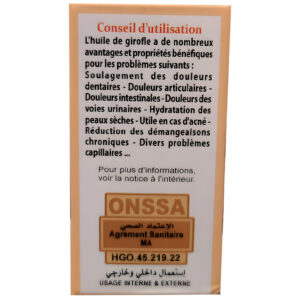 Conseil d'utilisation
L'huile de girofle a de nombreux
avantages et propriétés bénéfiques
pour les problèmes suivants :
Soulagement des douleurs
dentaires - Douleurs articulaires -
Douleurs intestinales - Douleurs des
voies urinaires - Hydratation des
peaux sèches - Utile en cas d'acné -
Réduction des démangeaisons
chroniques - Divers problèmes
capillaires ...
Pour plus d'informations,
voir la notice à l'intérieur.
ONSSA
الإعتماد الصحي
Agrément Sanitaire
MA
HGO.45.219.22
إستعمال داخلي وخارجي
USAGE INTERNE & EXTERNE